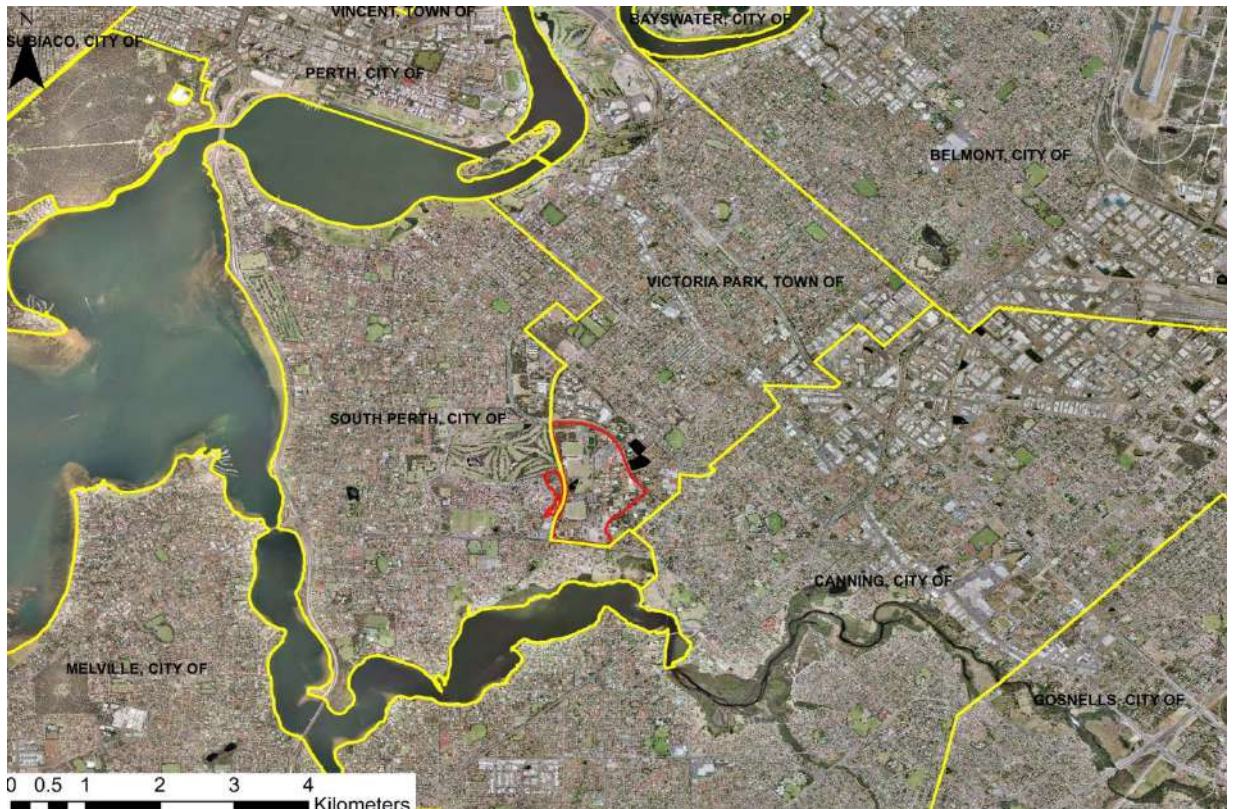 N
VINCENT, TOWN OF
BAYSWATER, CITY OF
SUBIACO, CITY OF
PERTH, CITY OF
BELMONT, CITY OF
VICTORIA PARK, TOWN OF
SOUTH PERTH, CITY OF
CANNING, CITY OF
MELVILLE, CITY OF
GOSNELLS, CITY OF
0 0.5 1 2 3 4
Kilometers